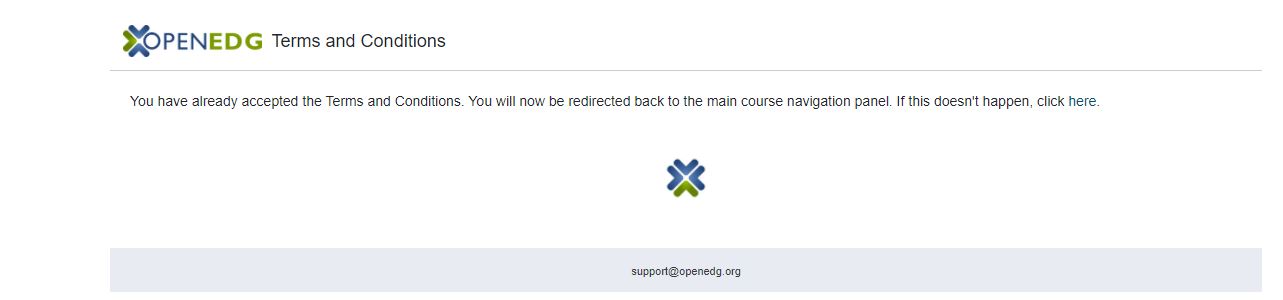 OPENEDG Terms and Conditions
You have already accepted the Terms and Conditions. You will now be redirected back to the main course navigation panel. If this doesn't happen, click here.
support@openedg.org